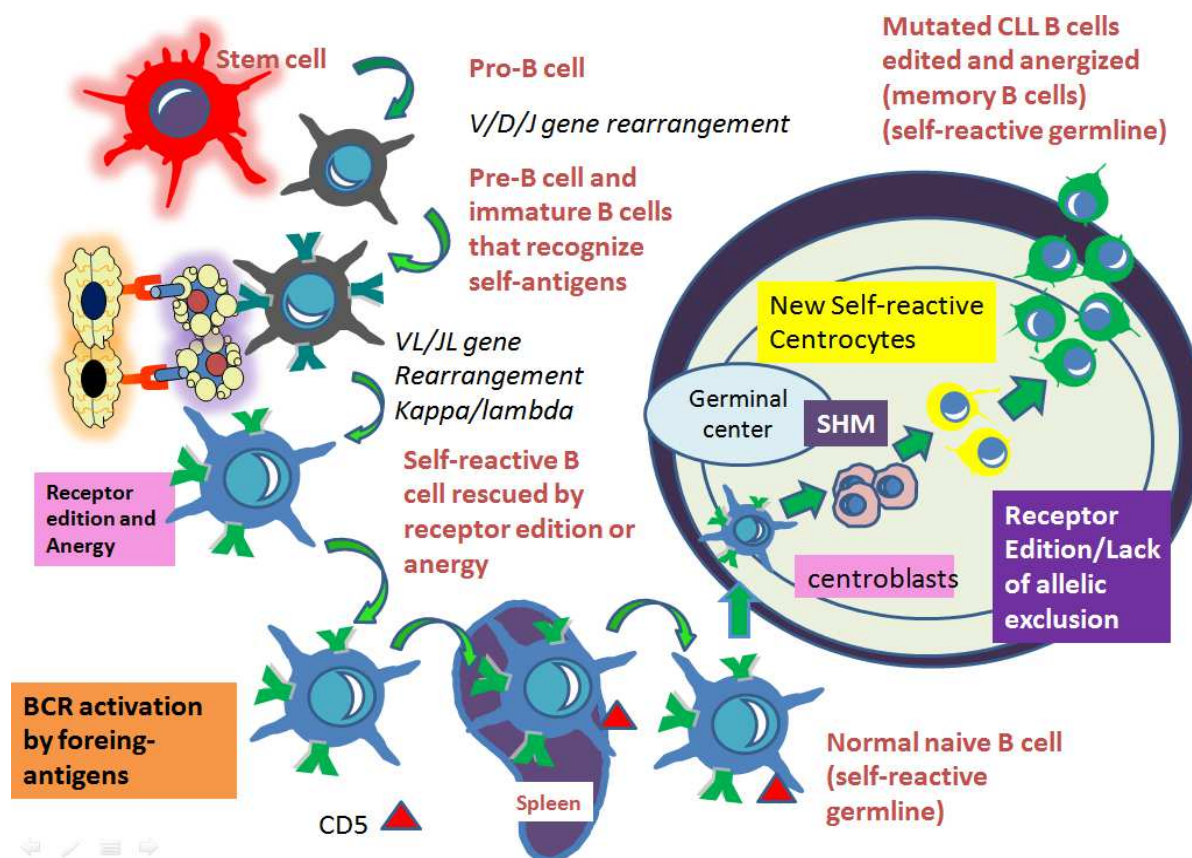 Stem cell
Pro-B cell
V/D/J gene rearrangement
Pre-B cell and
immature B cells
that recognize
self-antigens
VL/JL gene
Rearrangement
Kappa/lambda
Receptor
edition and
Anergy
Self-reactive B
cell rescued by
receptor edition or
anergy
BCR activation
by foreing-
antigens
CD5
Spleen
Normal naive B cell
(self-reactive
germline)
Mutated CLL B cells
edited and anergized
(memory B cells)
(self-reactive germline)
New Self-reactive
Centrocytes
Germinal
center
SHM
centroblasts
Receptor
Edition/Lack
of allelic
exclusion